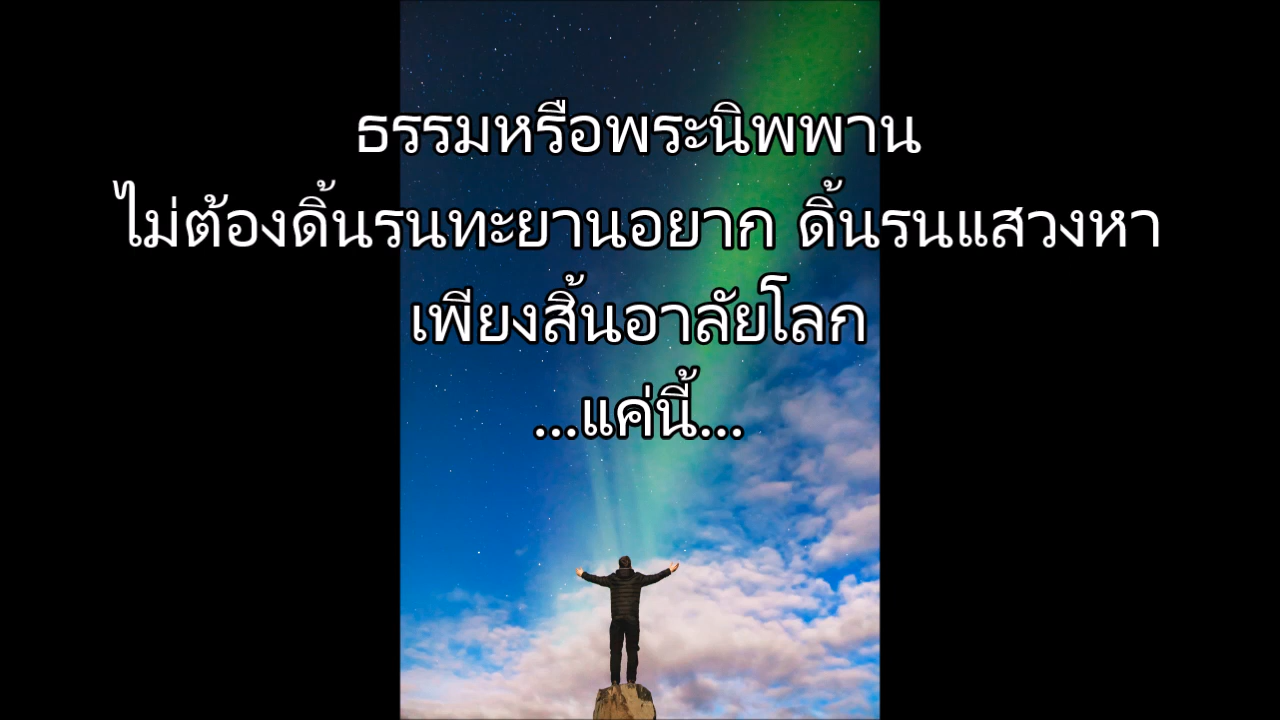 ธรรมหรือพระนิพพาน
ไม่ต้องดิ้นรนทะยานอยาก ดิ้นรนแสวงหา
เพียงสิ้นอาลัยโลก
...แค่นี้...